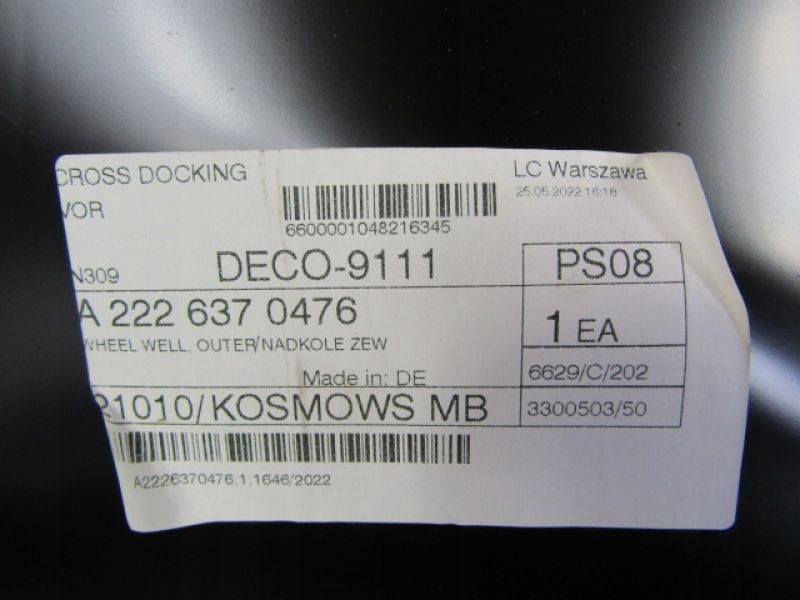 CROSS DOCKING
LC Warszawa
VOR
25.05.2022 16:18
6600001048216345
N309
DECO-9111
PS08
A 222 637 0476
1 EA
WHEEL WELL, OUTER/NADKOLE ZEW
Made in: DE
6629/C/202
21010/KOSMOWS MB
3300503/50
A2226370476,1,1646/2022